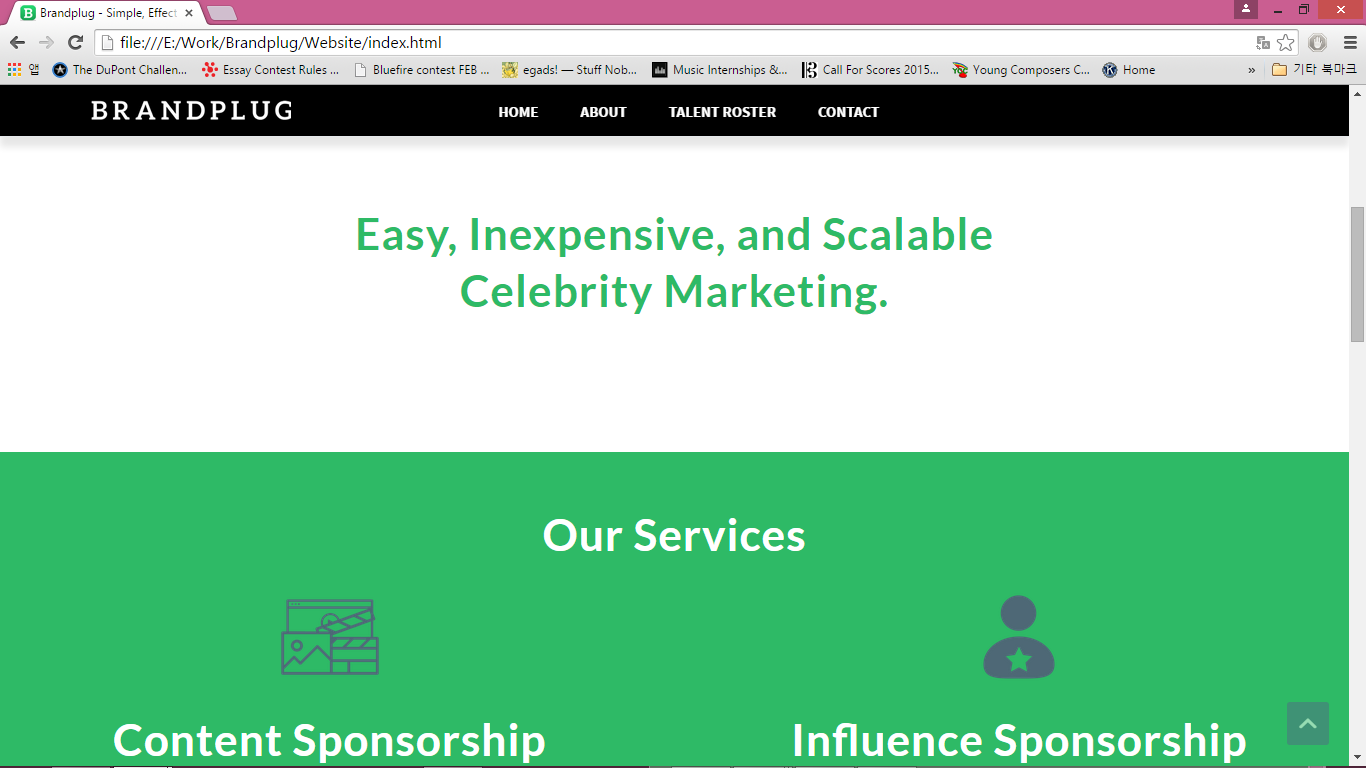 Brandplug - Simple, Effect
file:///E:/Work/Brandplug/Website/index.html
앱 The DuPont Challen... Essay Contest Rules ... Bluefire contest FEB ... egads! — Stuff Nob... Music Internships &... Call For Scores 2015... Young Composers C... Home » 기타 북마크
BRANDPLUG HOME ABOUT TALENT ROSTER CONTACT
Easy, Inexpensive, and Scalable
Celebrity Marketing.
Our Services
Content Sponsorship Influence Sponsorship